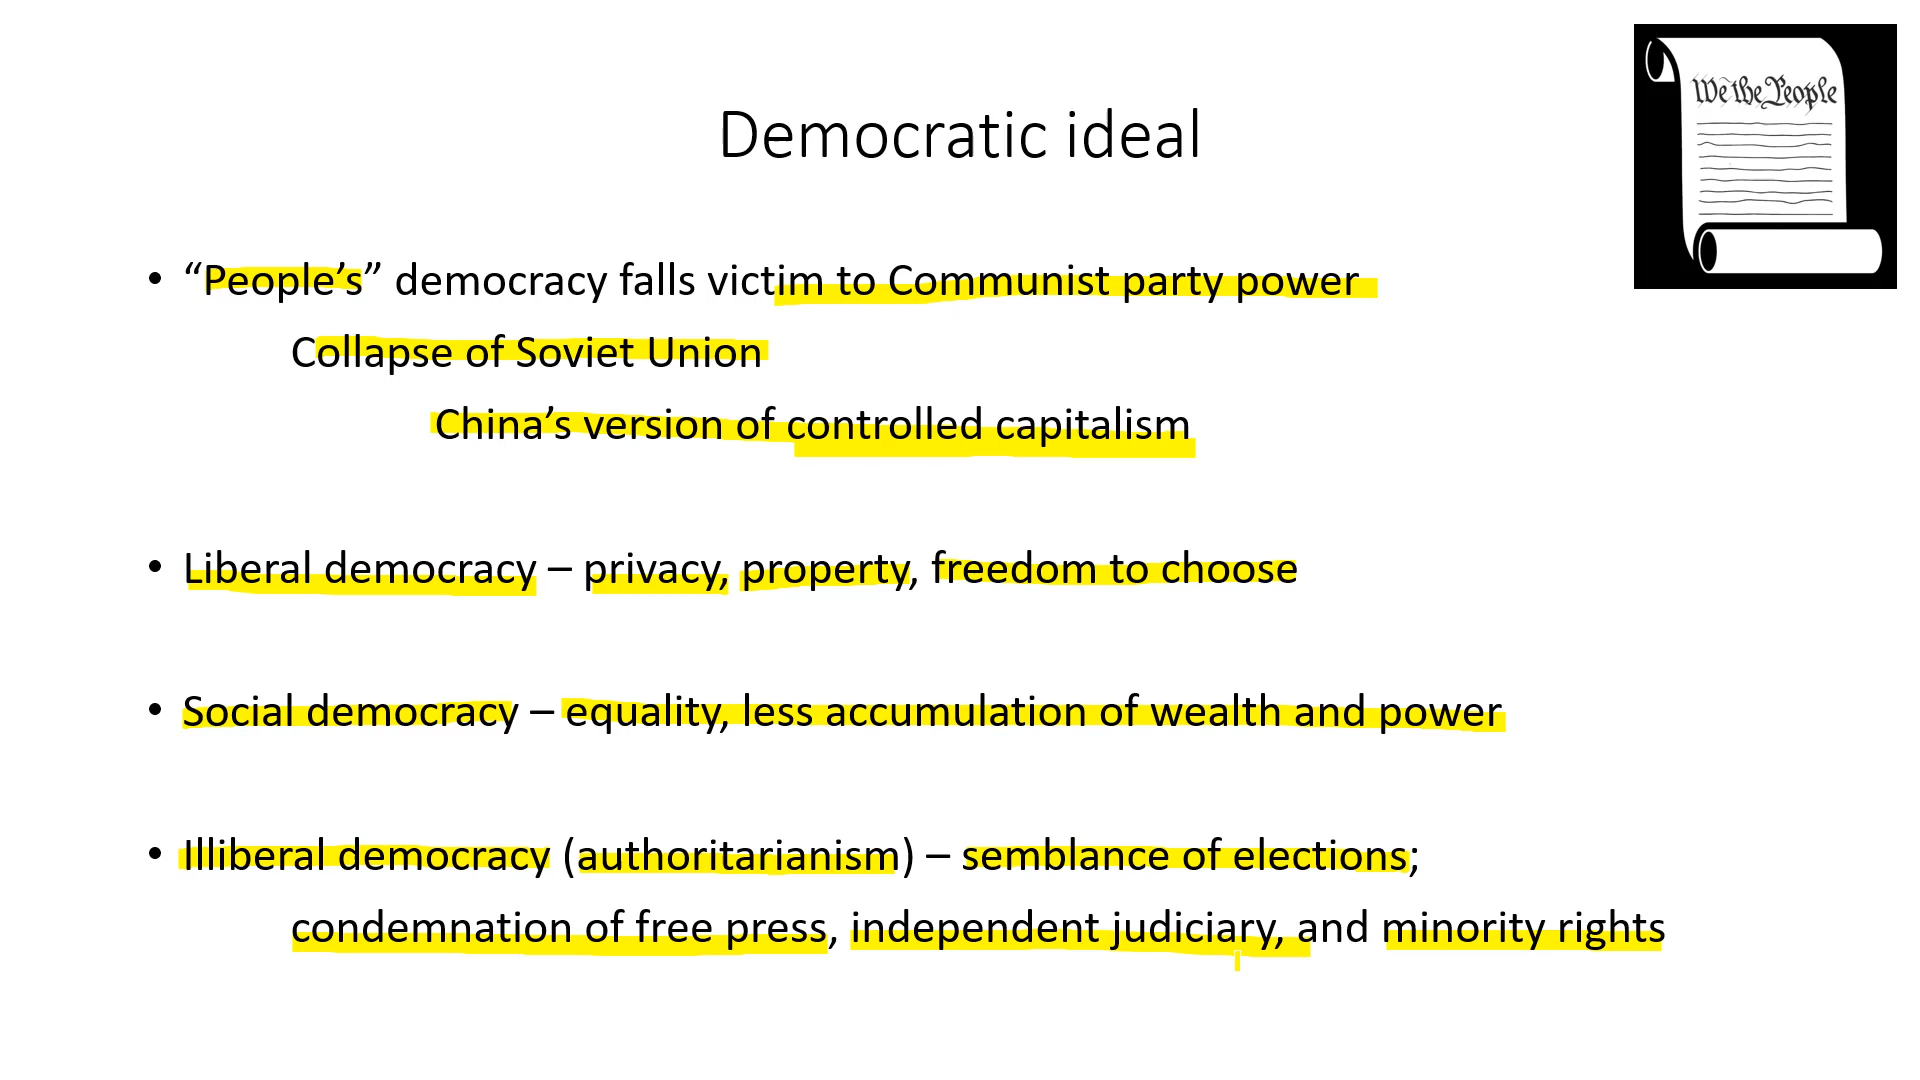 We the People
Democratic ideal
• “People’s” democracy falls victim to Communist party power
Collapse of Soviet Union
China’s version of controlled capitalism
• Liberal democracy – privacy, property, freedom to choose
• Social democracy – equality, less accumulation of wealth and power
• Illiberal democracy (authoritarianism) – semblance of elections;
condemnation of free press, independent judiciary, and minority rights